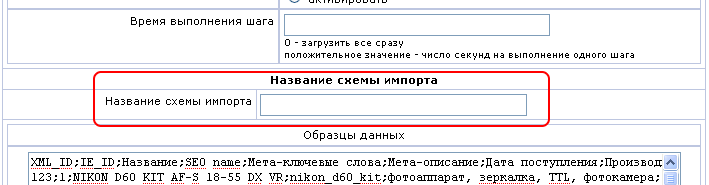 активировать
Время выполнения шага
0 - загрузить все сразу
положительное значение - число секунд на выполнение одного шага
Название схемы импорта
Название схемы импорта
Образцы данных
XML_ID;IE_ID;Название;SEO name;Мета-ключевые слова;Мета-описание;Дата поступления;Производ
123;1;NIKON D60 KIT AF-S 18-55 DX VR;nikon_d60_kit;фотоаппарат, зеркалка, TTL, фотокамера;